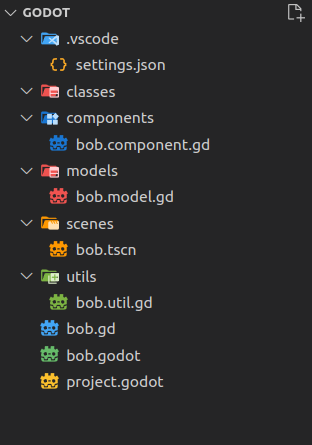 GODOT
.vscode
settings.json
classes
components
bob.component.gd
models
bob.model.gd
scenes
bob.tscn
utils
bob.util.gd
bob.gd
bob.godot
project.godot